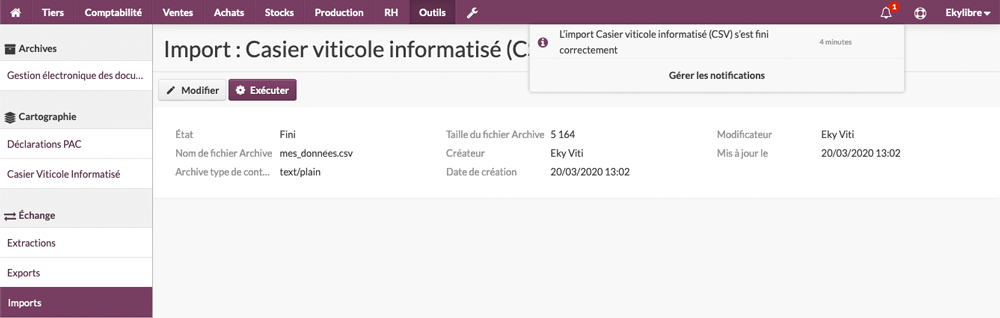 Tiers Comptabilité Ventes Achats Stocks Production RH Outils 1 Ekylibre
Archives
Gestion électronique des docu...
Cartographie
Déclarations PAC
Casier Viticole Informatisé
Échange
Extractions
Exports
Imports
Import : Casier viticole informatisé (C
L'import Casier viticole informatisé (CSV) s'est fini
correctement
4 minutes
Gérer les notifications
Modifier Exécuter
État Fini Taille du fichier Archive 5 164 Modificateur Eky Viti
Nom de fichier Archive mes_données.csv Créateur Eky Viti Mis à jour le 20/03/2020 13:02
Archive type de cont... text/plain Date de création 20/03/2020 13:02